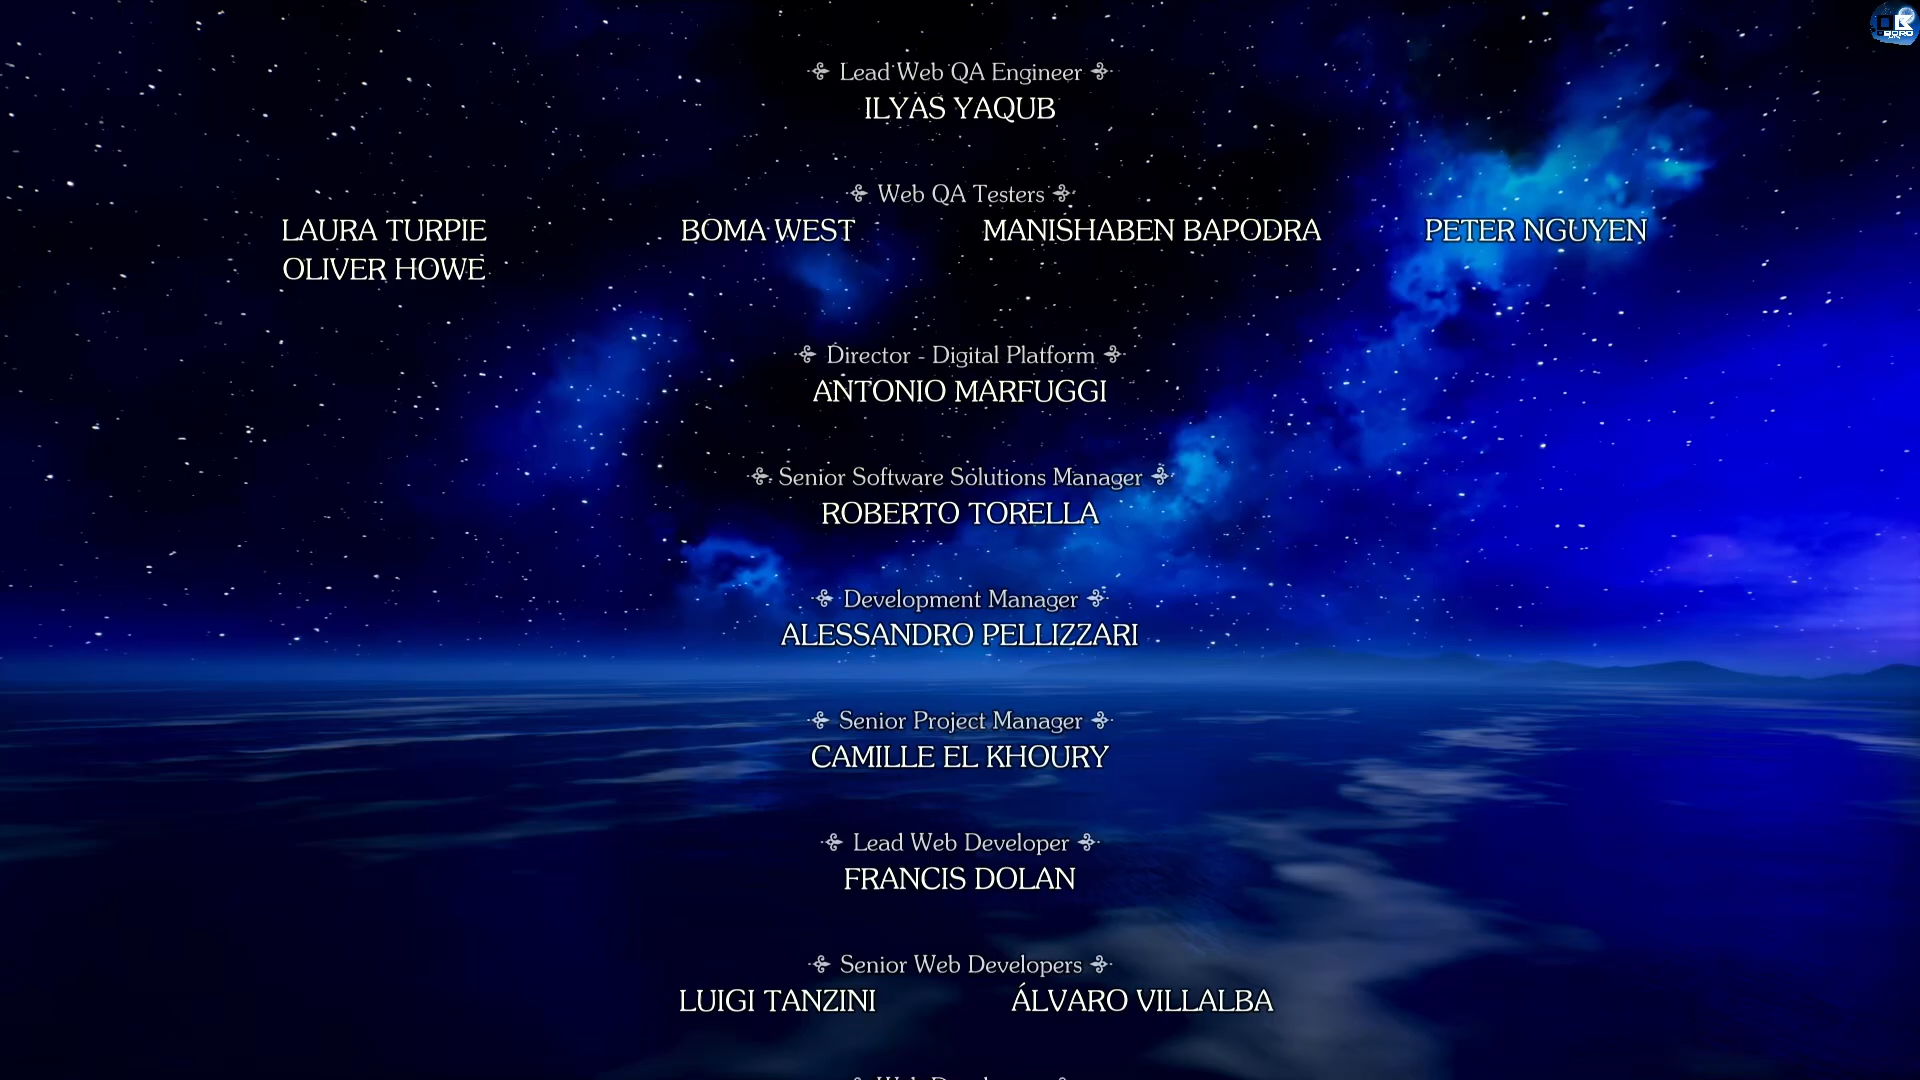 Lead Web QA Engineer
ILYAS YAQUB
Web QA Testers
LAURA TURPIE BOMA WEST MANISHABEN BAPODRA PETER NGUYEN
OLIVER HOWE
Director - Digital Platform
ANTONIO MARFUGGI
Senior Software Solutions Manager
ROBERTO TORELLA
Development Manager
ALESSANDRO PELLIZZARI
Senior Project Manager
CAMILLE EL KHOURY
Lead Web Developer
FRANCIS DOLAN
Senior Web Developers
LUIGI TANZINI ÁLVARO VILLALBA